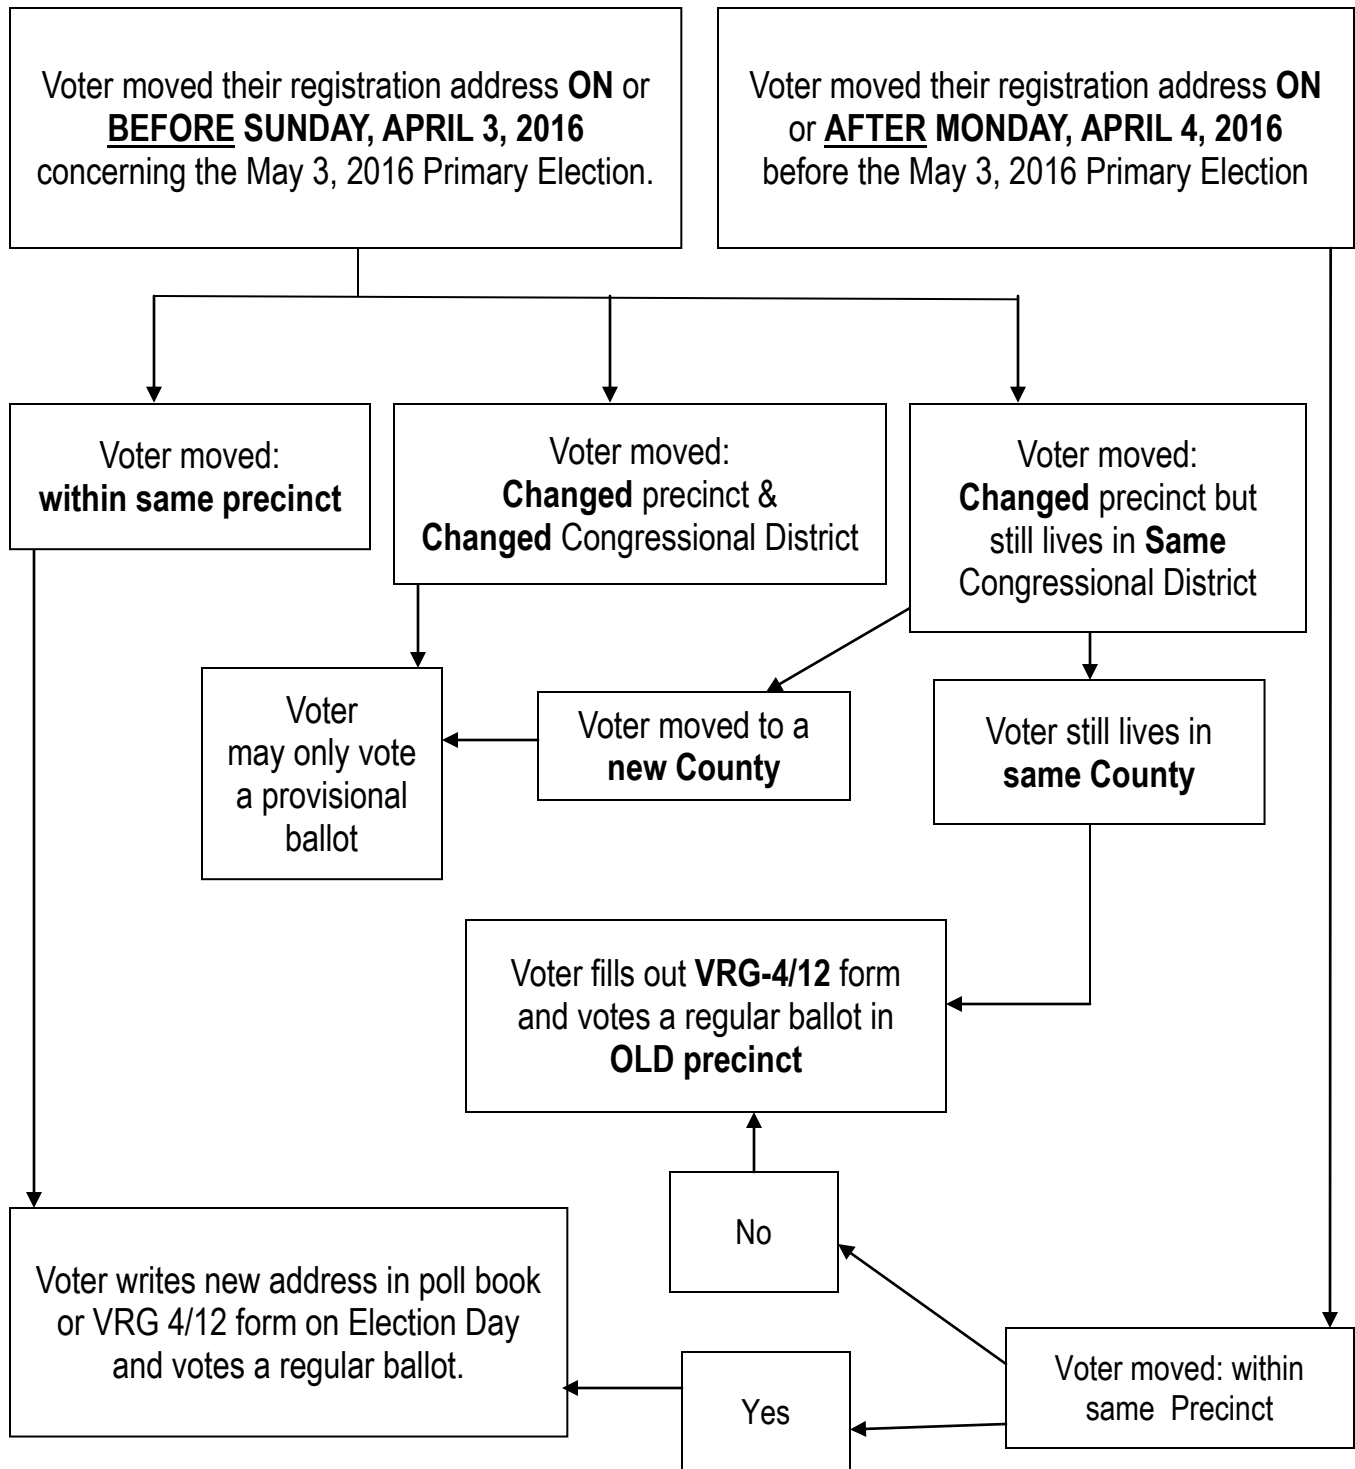 Voter moved their registration address ON or
BEFORE SUNDAY, APRIL 3, 2016
concerning the May 3, 2016 Primary Election.
Voter moved their registration address ON
or AFTER MONDAY, APRIL 4, 2016
before the May 3, 2016 Primary Election
Voter moved:
within same precinct
Voter moved:
Changed precinct &
Changed Congressional District
Voter moved:
Changed precinct but
still lives in Same
Congressional District
Voter
may only vote
a provisional
ballot
Voter moved to a
new County
Voter still lives in
same County
Voter fills out VRG-4/12 form
and votes a regular ballot in
OLD precinct
No
Voter writes new address in poll book
or VRG 4/12 form on Election Day
and votes a regular ballot.
Yes
Voter moved: within
same Precinct